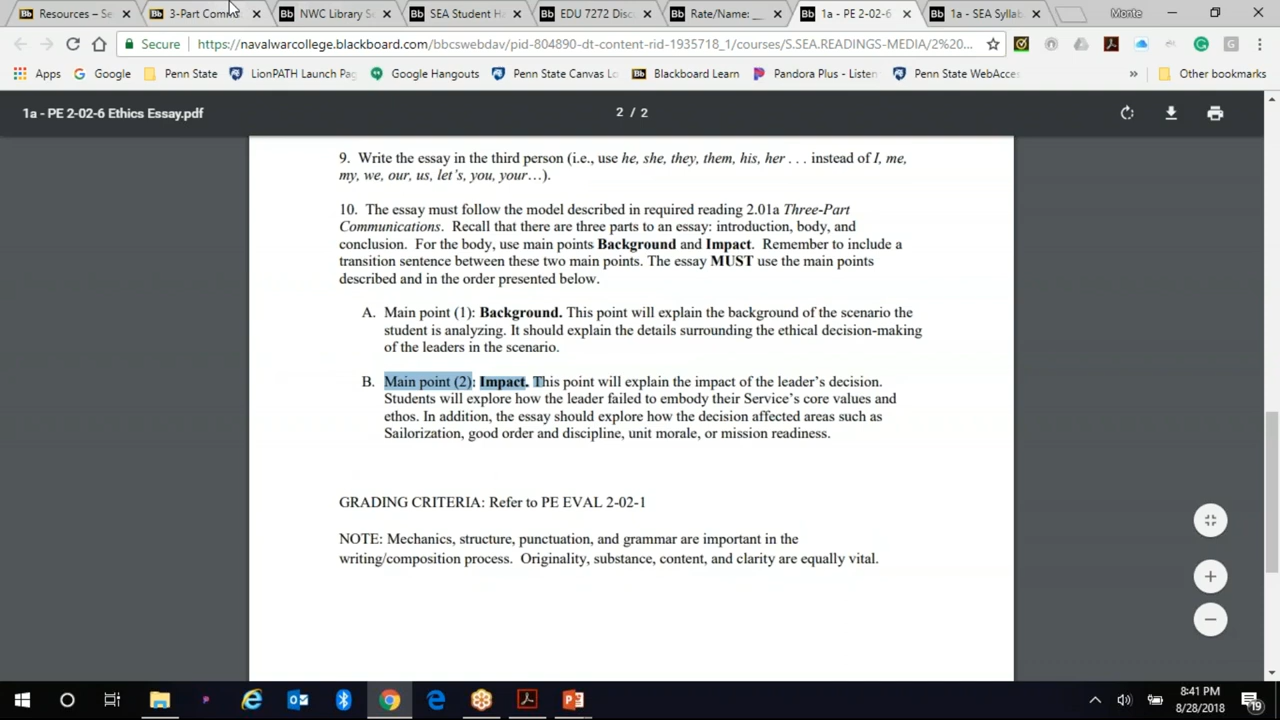 Resources – Se
3-Part Comm
NWC Library S
SEA Student H
EDU 7272 Disc
Rate/Name: __
1a - PE 2-02-6
1a - SEA Syllab
Monte
Secure
https://navalwarcollege.blackboard.com/bbcswebdav/pid-804890-dt-content-rid-1935718_1/courses/S.SEA.READINGS-MEDIA/2%20...
Apps
Google
Penn State
LionPATH Launch Pag
Google Hangouts
Penn State Canvas Lo
Blackboard Learn
Pandora Plus - Listen
Penn State WebAcces
»
Other bookmarks
1a - PE 2-02-6 Ethics Essay.pdf
2 / 2
9. Write the essay in the third person (i.e., use he, she, they, them, his, her . . . instead of I, me,
my, we, our, us, let's, you, your…).
10. The essay must follow the model described in required reading 2.01a Three-Part
Communications. Recall that there are three parts to an essay: introduction, body, and
conclusion. For the body, use main points Background and Impact. Remember to include a
transition sentence between these two main points. The essay MUST use the main points
described and in the order presented below.
A. Main point (1): Background. This point will explain the background of the scenario the
student is analyzing. It should explain the details surrounding the ethical decision-making
of the leaders in the scenario.
B. Main point (2): Impact. This point will explain the impact of the leader's decision.
Students will explore how the leader failed to embody their Service's core values and
ethos. In addition, the essay should explore how the decision affected areas such as
Sailorization, good order and discipline, unit morale, or mission readiness.
GRADING CRITERIA: Refer to PE EVAL 2-02-1
NOTE: Mechanics, structure, punctuation, and grammar are important in the
writing/composition process. Originality, substance, content, and clarity are equally vital.
8:41 PM
8/28/2018
19